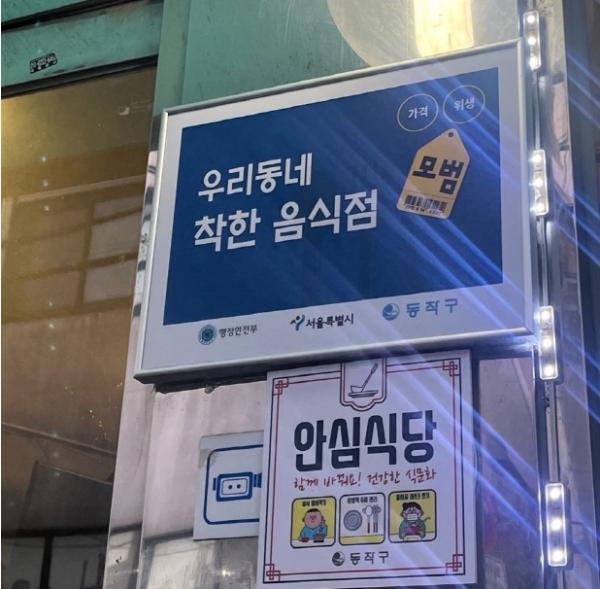 가격 위생
모범
우리동네
착한 음식점
행정안전부 서울특별시 동작구
안심식당
함께 바꿔요! 건강한 식문화
동작구